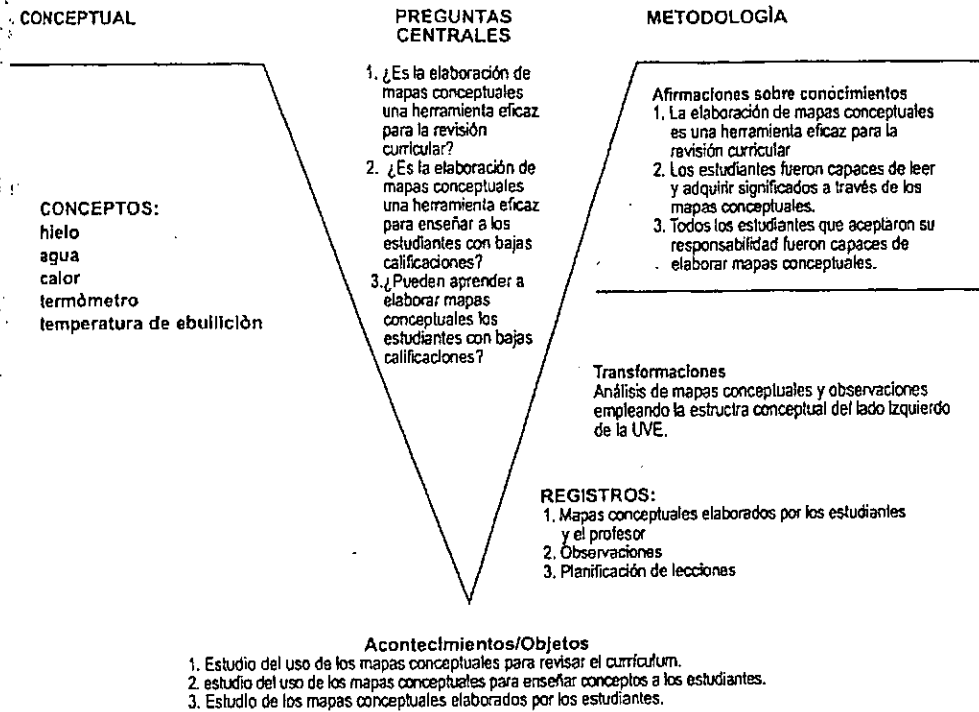 CONCEPTUAL
PREGUNTAS
CENTRALES
METODOLOGÌA
1. ¿Es la elaboración de
mapas conceptuales
una herramienta eficaz
para la revisión
curricular?
2. ¿Es la elaboración de
mapas conceptuales
una herramienta eficaz
para enseñar a los
estudiantes con bajas
calificaciones?
3.¿Pueden aprender a
elaborar mapas
conceptuales los
estudiantes con bajas
calificaciones?
CONCEPTOS:
hielo
agua
calor
termòmetro
temperatura de ebullición
Afirmaciones sobre conocimientos
1. La elaboración de mapas conceptuales
es una herramienta eficaz para la
revisión curricular
2. Los estudiantes fueron capaces de leer
y adquirir significados a través de los
mapas conceptuales.
3. Todos los estudiantes que aceptaron su
responsabilidad fueron capaces de
elaborar mapas conceptuales.
Transformaciones
Análisis de mapas conceptuales y observaciones
empleando la estructra conceptual del lado Izquierdo
de la UVE.
REGISTROS:
1. Mapas conceptuales elaborados por los estudiantes
y el profesor
2. Observaciones
3. Planificación de lecciones
Acontecimientos/Objetos
1. Estudio del uso de los mapas conceptuales para revisar el currículum.
2. estudio del uso de los mapas conceptuales para enseñar conceptos a los estudiantes.
3. Estudio de los mapas conceptuales elaborados por los estudiantes.